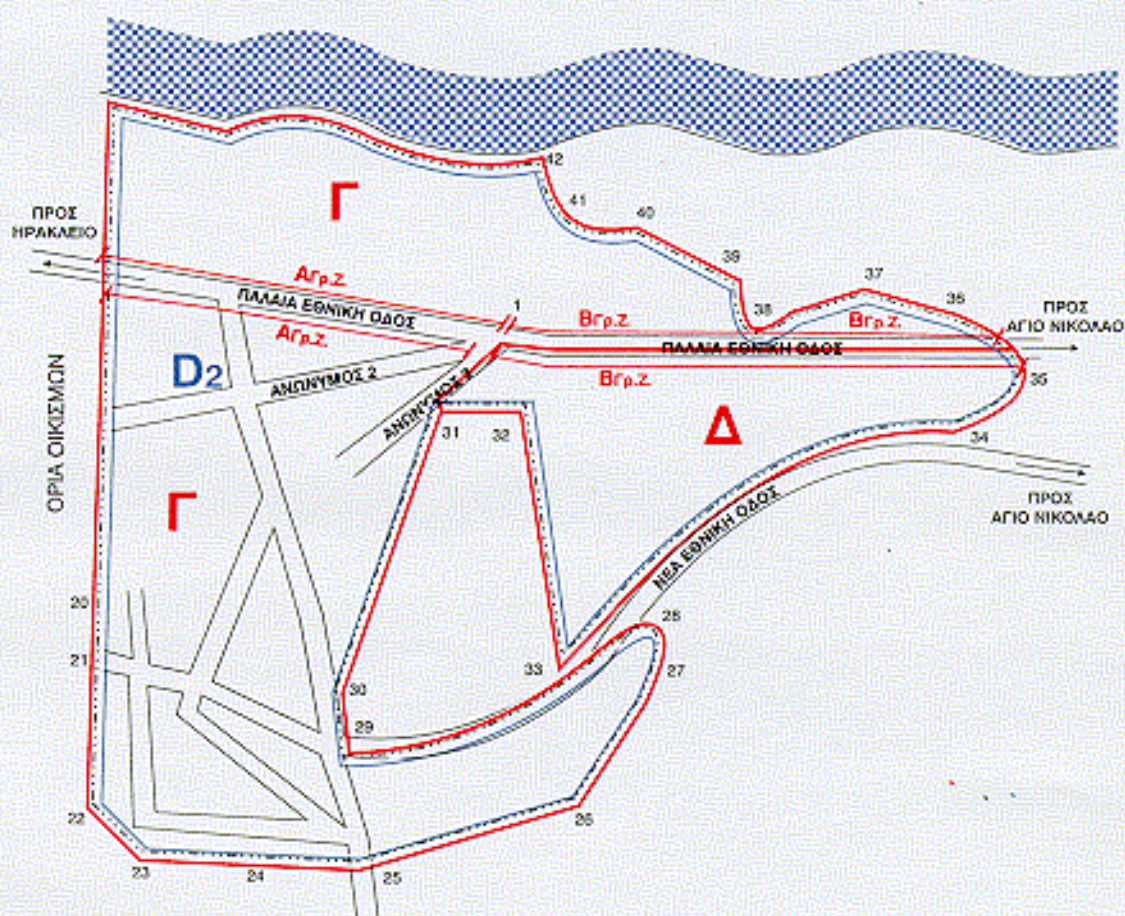 42
Γ
41
40
ΠΡΟΣ
ΗΡΑΚΛΕΙΟ
39
37
36
38
1
Αγρ.Ζ.
ΠΑΛΑΙΑ ΕΘΝΙΚΗ ΟΔΟΣ
Αγρ.Ζ.
Βγρ.Ζ.
Βγρ.Ζ.
ΠΡΟΣ
ΑΓΙΟ ΝΙΚΟΛΑΟ
ΠΑΛΑΙΑ ΕΘΝΙΚΗ ΟΔΟΣ
Βγρ.Ζ.
35
D2
ΑΝΩΝΥΜΟΣ 2
ΑΝΩΝΥΜΟΣ
ΟΡΙΑ ΟΙΚΙΣΜΩΝ
31
32
Δ
34
Γ
ΠΡΟΣ
ΑΓΙΟ ΝΙΚΟΛΑΟ
ΝΕΑ ΕΘΝΙΚΗ ΟΔΟΣ
20
28
21
33
27
30
29
22
26
23
24
25